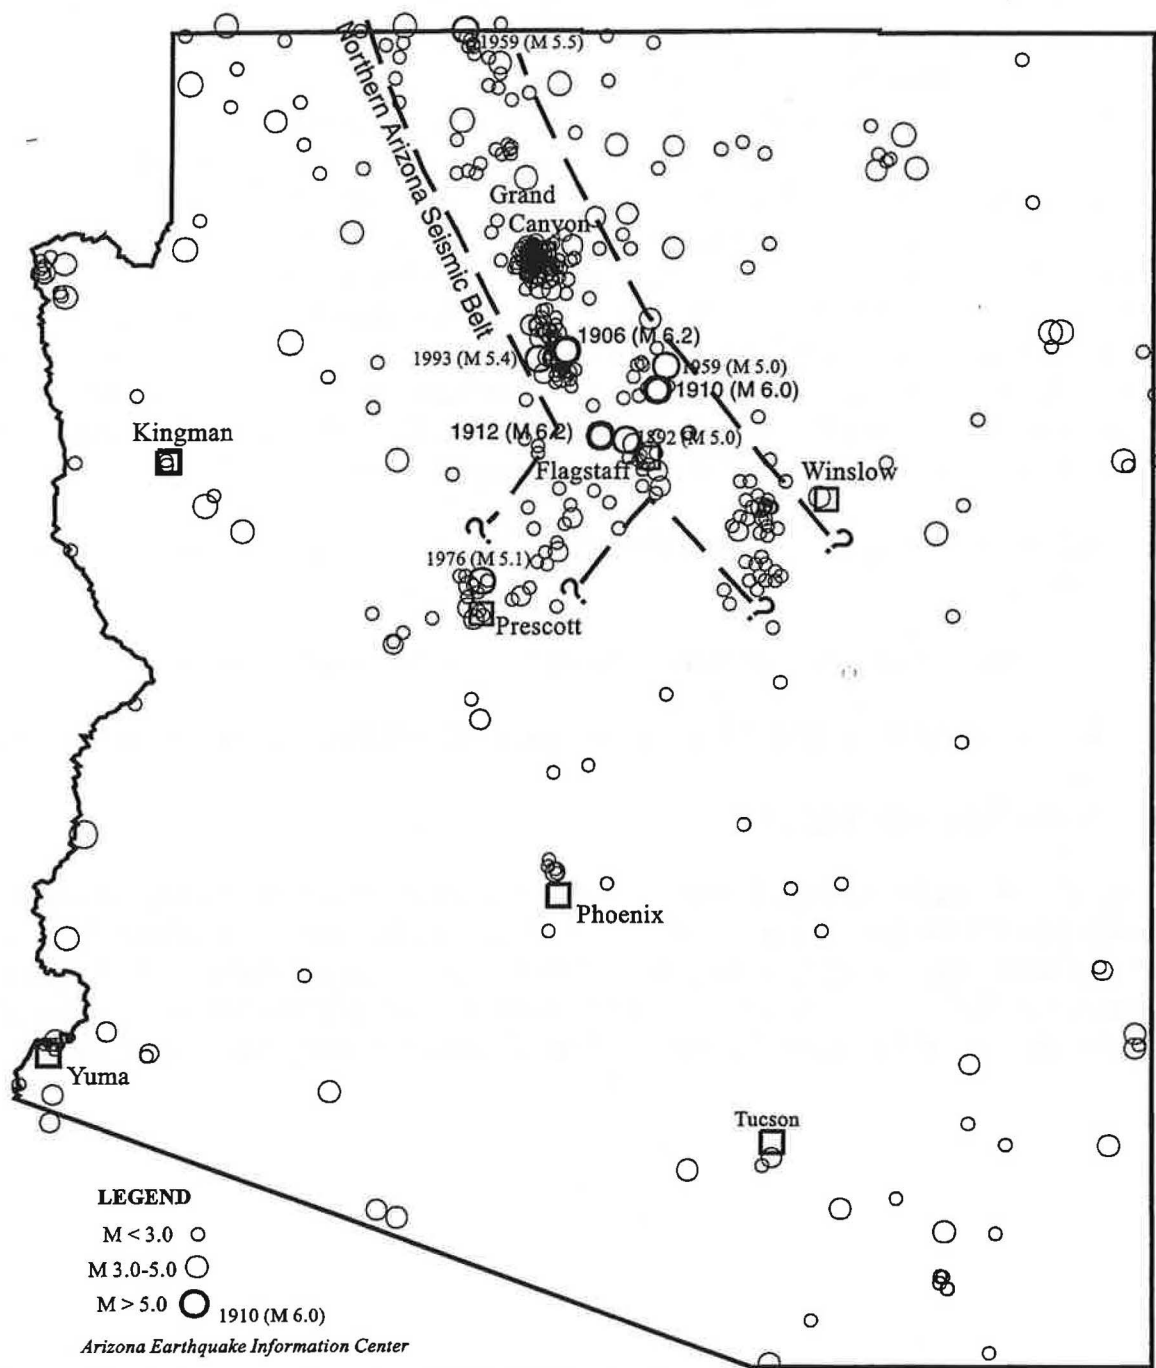 1959 (M 5.5)
Northern Arizona Seismic Belt
Grand
Canyon
1906 (M 6.2)
1993 (M 5.4)
1959 (M 5.0)
1910 (M 6.0)
Kingman
1912 (M 6.2)
1892 (M 5.0)
Flagstaff
Winslow
?
?
1976 (M 5.1)
?
?
Prescott
Phoenix
Yuma
Tucson
LEGEND
M < 3.0
M 3.0-5.0
M > 5.0 1910 (M 6.0)
Arizona Earthquake Information Center